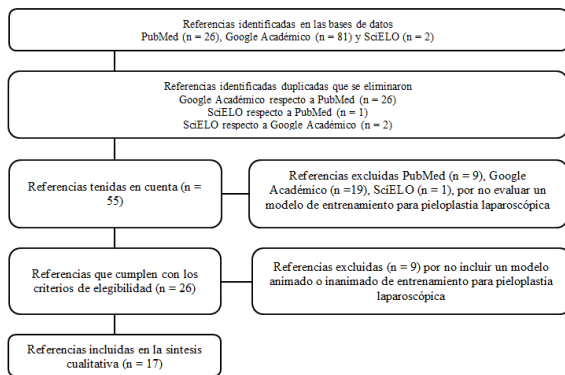 Referencias identificadas en las bases de datos
PubMed (n = 26), Google Académico (n = 81) y SciELO (n = 2)
Referencias identificadas duplicadas que se eliminaron
Google Académico respecto a PubMed (n = 26)
SciELO respecto a PubMed (n = 1)
SciELO respecto a Google Académico (n = 2)
Referencias tenidas en cuenta (n =
55)
Referencias excluidas PubMed (n = 9), Google
Académico (n =19), SciELO (n = 1), por no evaluar un
modelo de entrenamiento para pieloplastia laparoscópica
Referencias que cumplen con los
criterios de elegibilidad (n = 26)
Referencias excluidas (n = 9) por no incluir un modelo
animado o inanimado de entrenamiento para pieloplastia
laparoscópica
Referencias incluidas en la síntesis
cualitativa (n = 17)